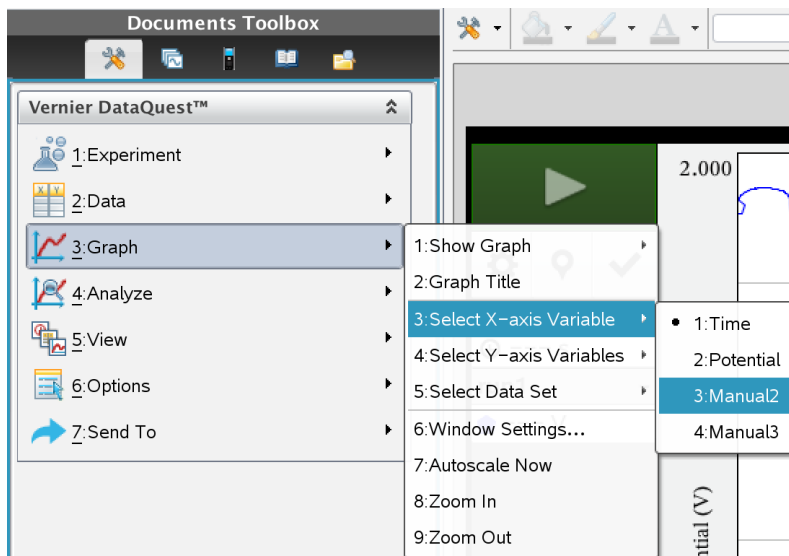 Documents Toolbox
Vernier DataQuest™
1:Experiment
2:Data
3:Graph
4:Analyze
5:View
6:Options
7:Send To
1:Show Graph
2:Graph Title
3:Select X-axis Variable
4:Select Y-axis Variables
5:Select Data Set
6:Window Settings...
7:Autoscale Now
8:Zoom In
9:Zoom Out
1:Time
2:Potential
3:Manual2
4:Manual3
2.000
(V)